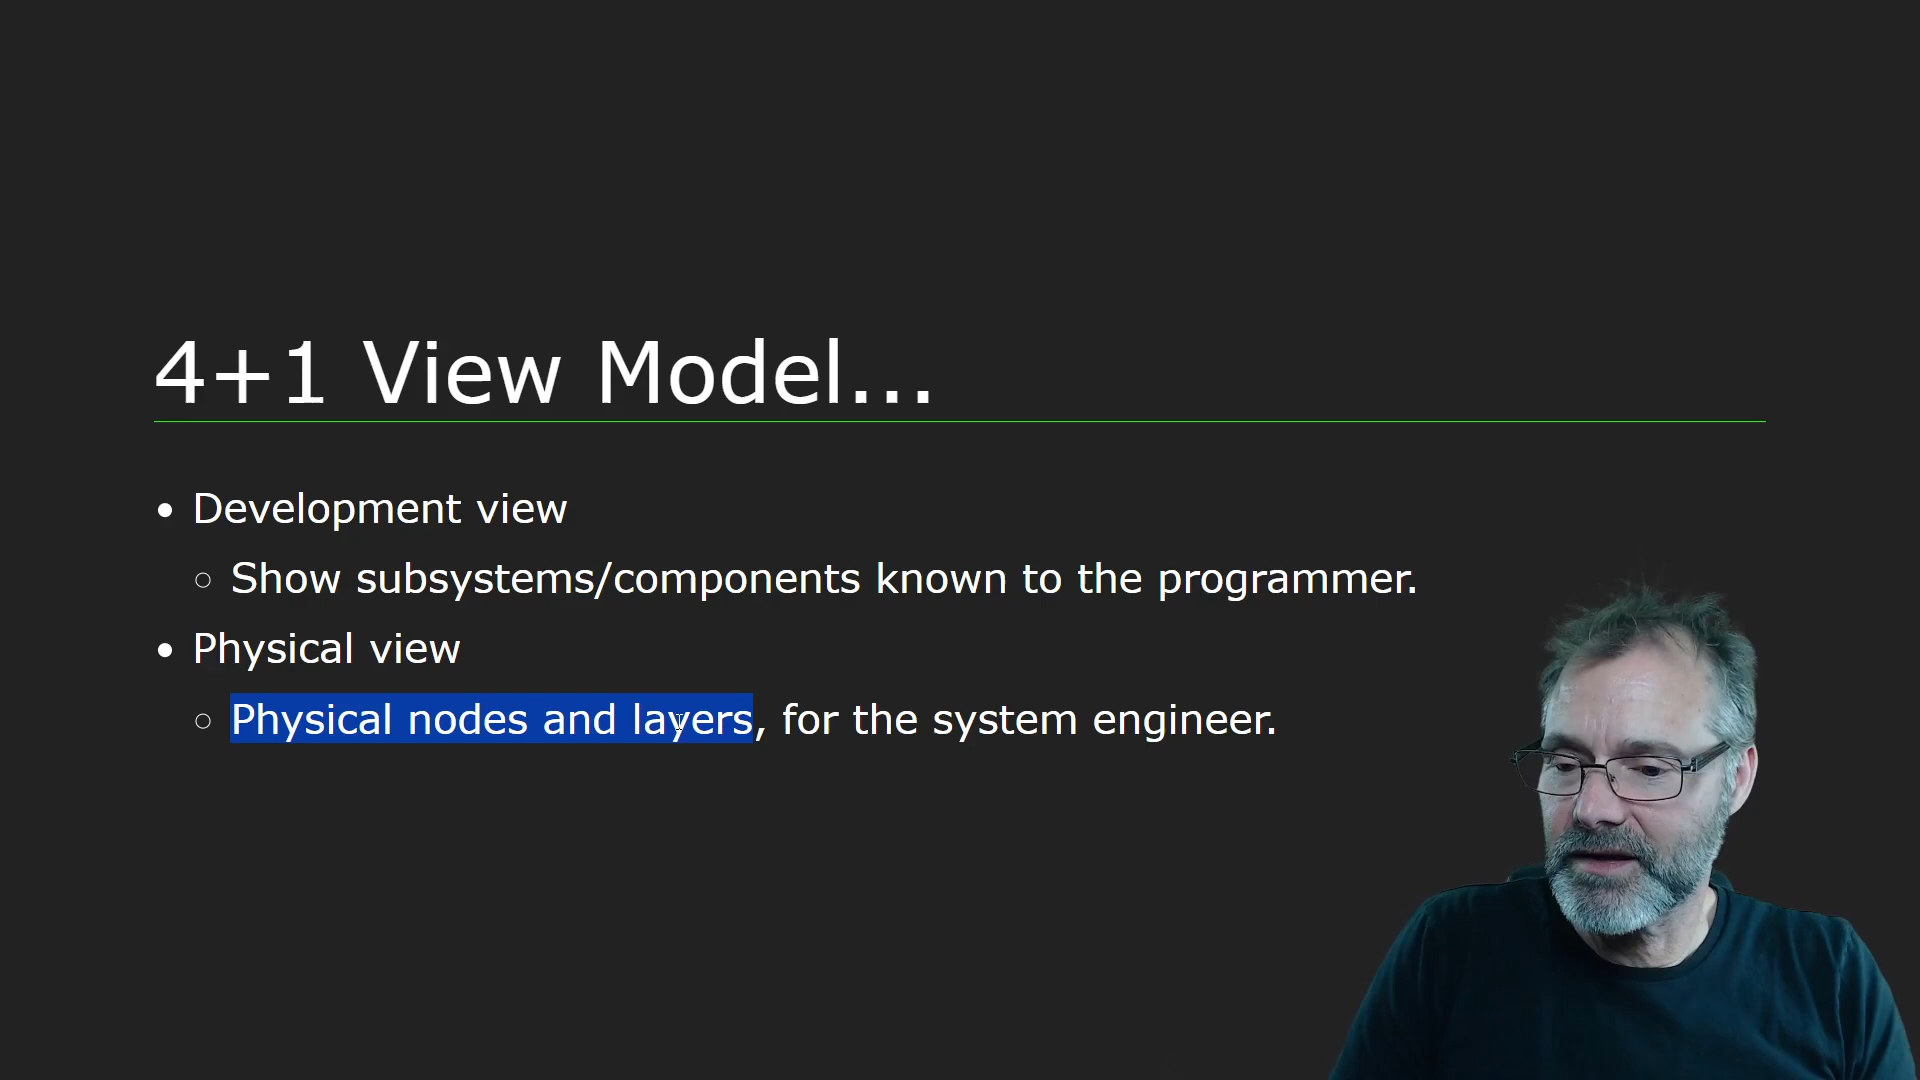 4+1 View Model...
Development view
Show subsystems/components known to the programmer.
Physical view
Physical nodes and layers, for the system engineer.